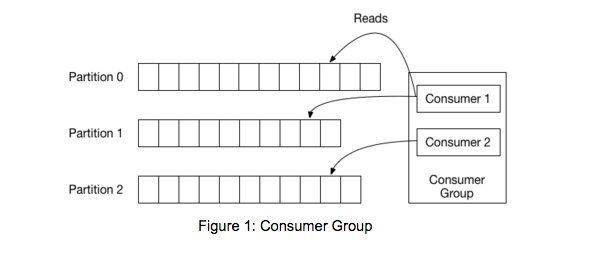 Reads
Partition 0
Consumer 1
Partition 1
Consumer 2
Partition 2
Consumer
Group
Figure 1: Consumer Group